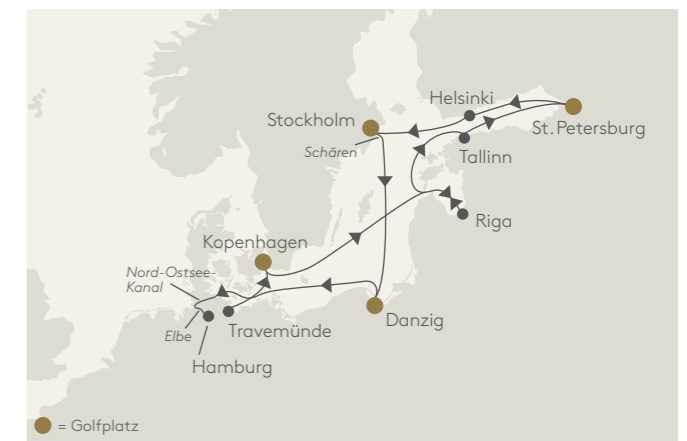 Helsinki
Stockholm
St. Petersburg
Schären
Tallinn
Riga
Kopenhagen
Nord-Ostsee-
Kanal
Danzig
Travemünde
Elbe
Hamburg
= Golfplatz